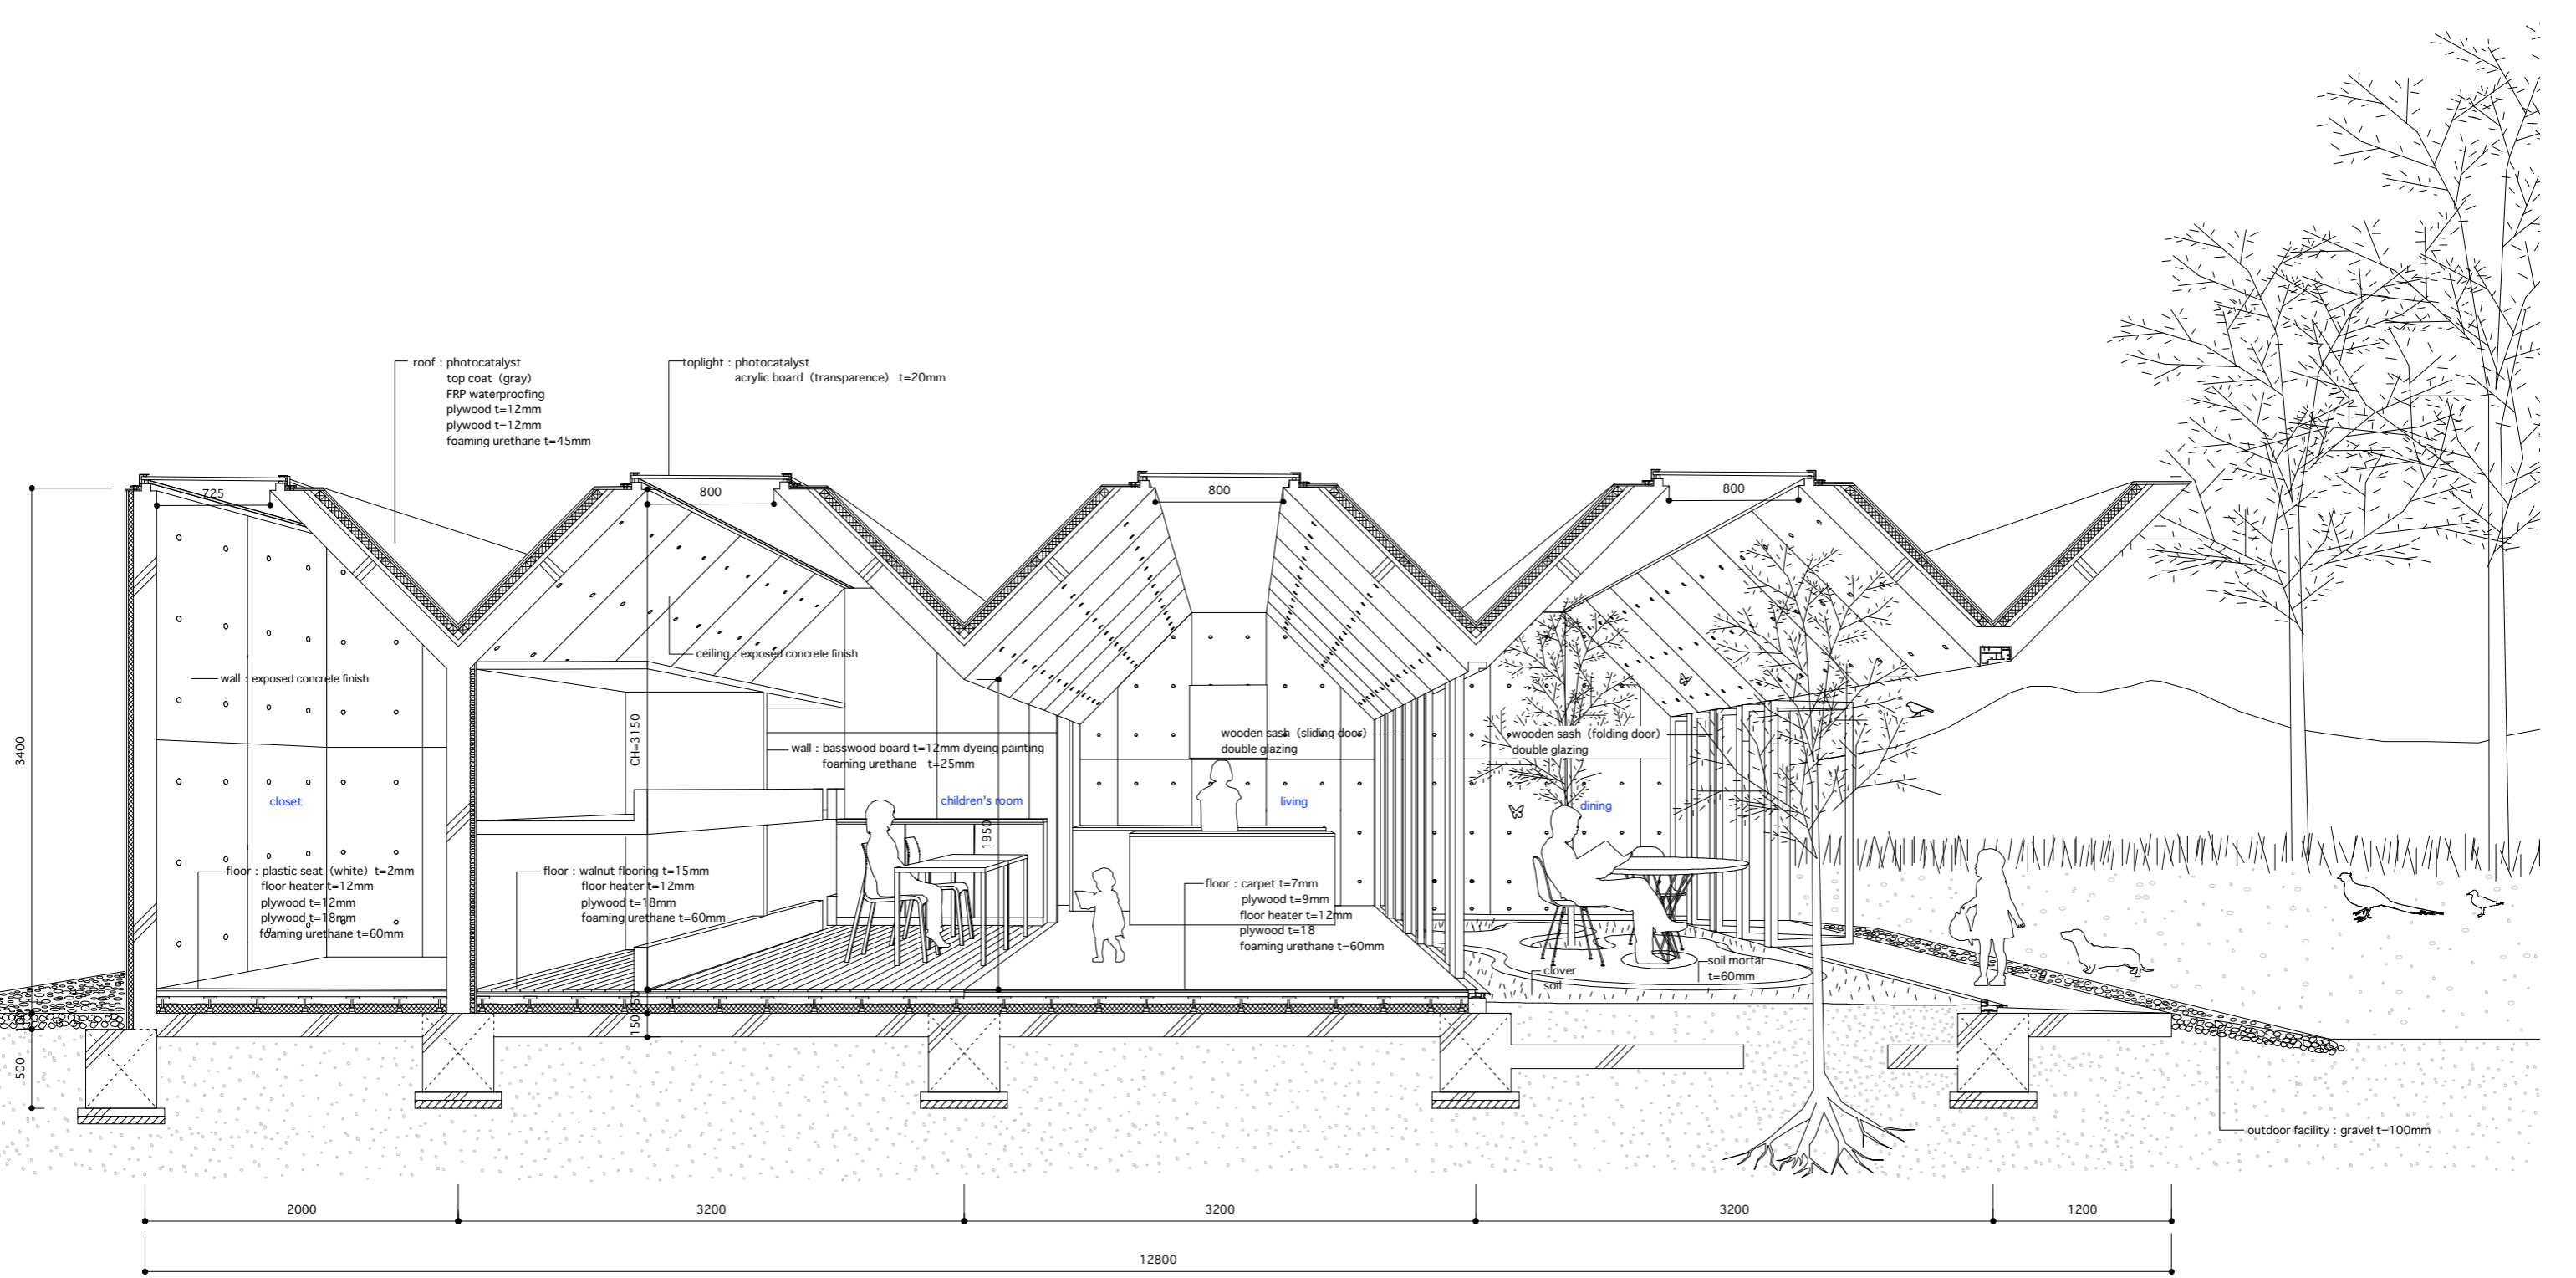 roof : photocatalyst
top coat（gray）
FRP waterproofing
plywood t=12mm
plywood t=12mm
foaming urethane t=45mm
toplight : photocatalyst
acrylic board（transparence） t=20mm
725
800
800
800
ceiling : exposed concrete finish
wall : exposed concrete finish
3400
CH=3150
wall : basswood board t=12mm dyeing painting
foaming urethane t=25mm
wooden sash（sliding door）
double glazing
wooden sash（folding door）
double glazing
closet
children's room
living
dining
1950
floor : plastic seat（white）t=2mm
floor heater t=12mm
plywood t=12mm
plywood t=18mm
foaming urethane t=60mm
floor : walnut flooring t=15mm
floor heater t=12mm
plywood t=18mm
foaming urethane t=60mm
floor : carpet t=7mm
plywood t=9mm
floor heater t=12mm
plywood t=18
foaming urethane t=60mm
clover
soil
soil mortar
t=60mm
150
500
outdoor facility : gravel t=100mm
2000
3200
3200
3200
1200
12800